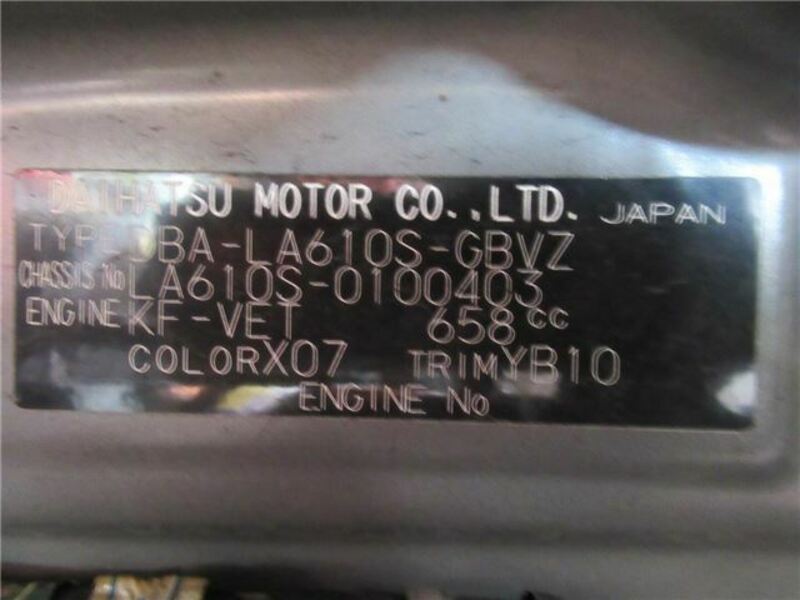 DAIHATSU MOTOR CO.,LTD. JAPAN
TYPE DBA-LA610S-GBVZ
CHASSIS No LA610S-0100403
ENGINE KF-VET 658cc
COLOR X07 TRIM YB10
ENGINE No